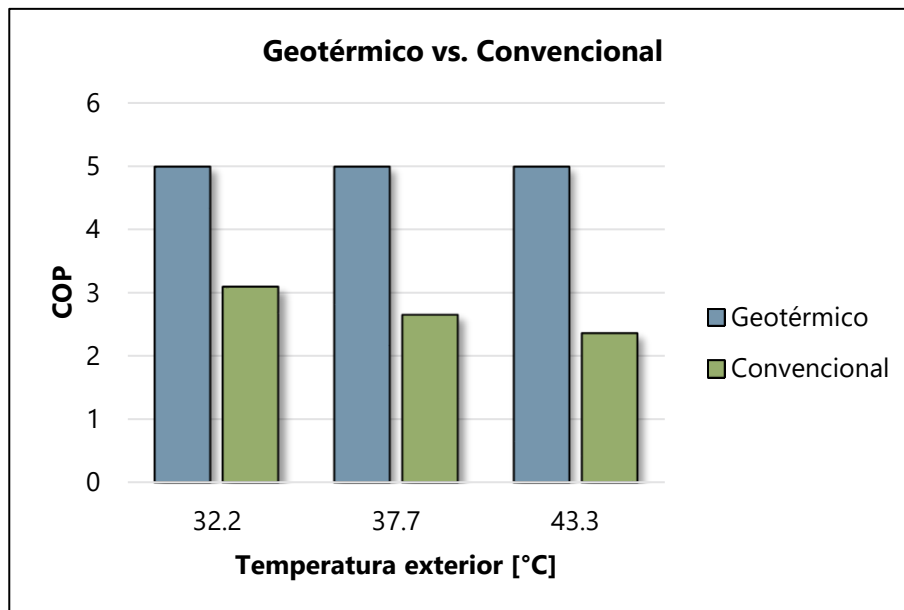 Geotérmico vs. Convencional
6
5
4
3
2
1
0
COP
32.2
37.7
43.3
Temperatura exterior [°C]
Geotérmico
Convencional